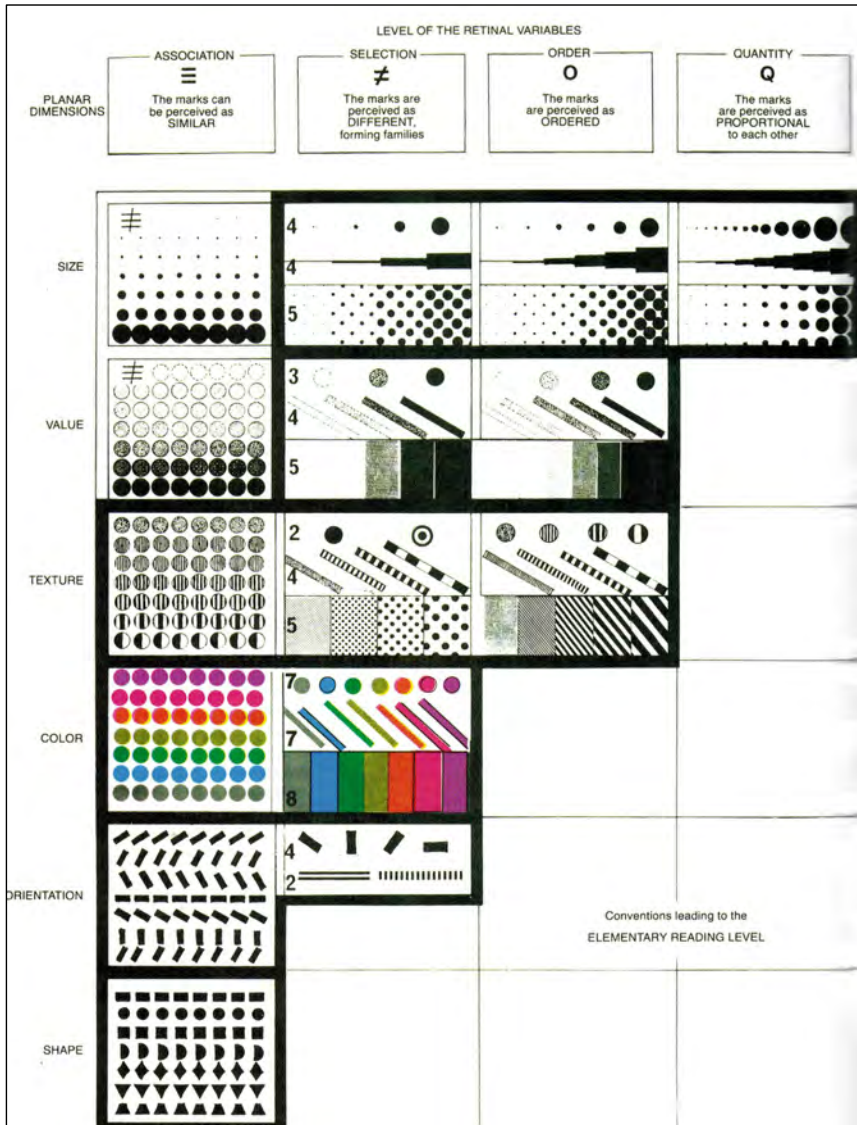 LEVEL OF THE RETINAL VARIABLES
PLANAR
DIMENSIONS
ASSOCIATION
≡
The marks can
be perceived as
SIMILAR
SELECTION
≠
The marks are
perceived as
DIFFERENT,
forming families
ORDER
O
The marks
are perceived as
ORDERED
QUANTITY
Q
The marks
are perceived as
PROPORTIONAL
to each other
SIZE
4
4
5
VALUE
3
4
5
TEXTURE
2
4
5
COLOR
7
7
8
ORIENTATION
4
2
Conventions leading to the
ELEMENTARY READING LEVEL
SHAPE